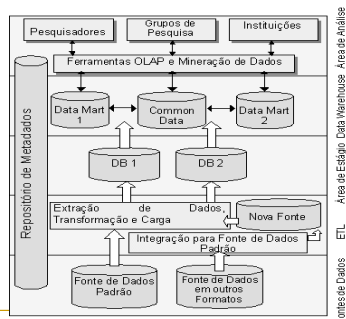 Pesquisadores
Grupos de
Pesquisa
Instituições
Ferramentas OLAP e Mineração de Dados
Data Mart
1
Common
Data
Data Mart
2
DB 1
DB 2
Extração de Dados,
Transformação e Carga
Nova Fonte
Integração para Fonte de Dados
Padrão
Fonte de Dados
Padrão
Fonte de Dados
em outros
Formatos
Repositório de Metadados
Área de Análise
Data Warehouse
Área de Estágio
ETL
ontes de Dados